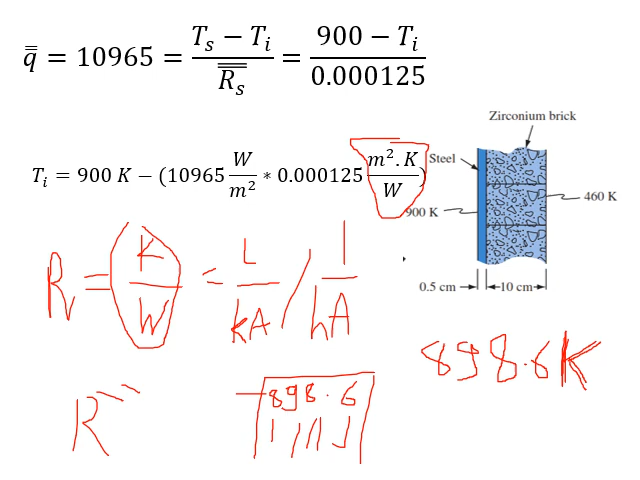 q̿ = 10965 = (T_s − T_i)/R̿_s = (900 − T_i)/0.000125
Zirconium brick
Steel
T_i = 900 K − (10965 W/m² * 0.000125 m².K/W)
460 K
900 K
0.5 cm
10 cm
R = K/W = L/kA / 1/hA
898.6K
898.6
R''